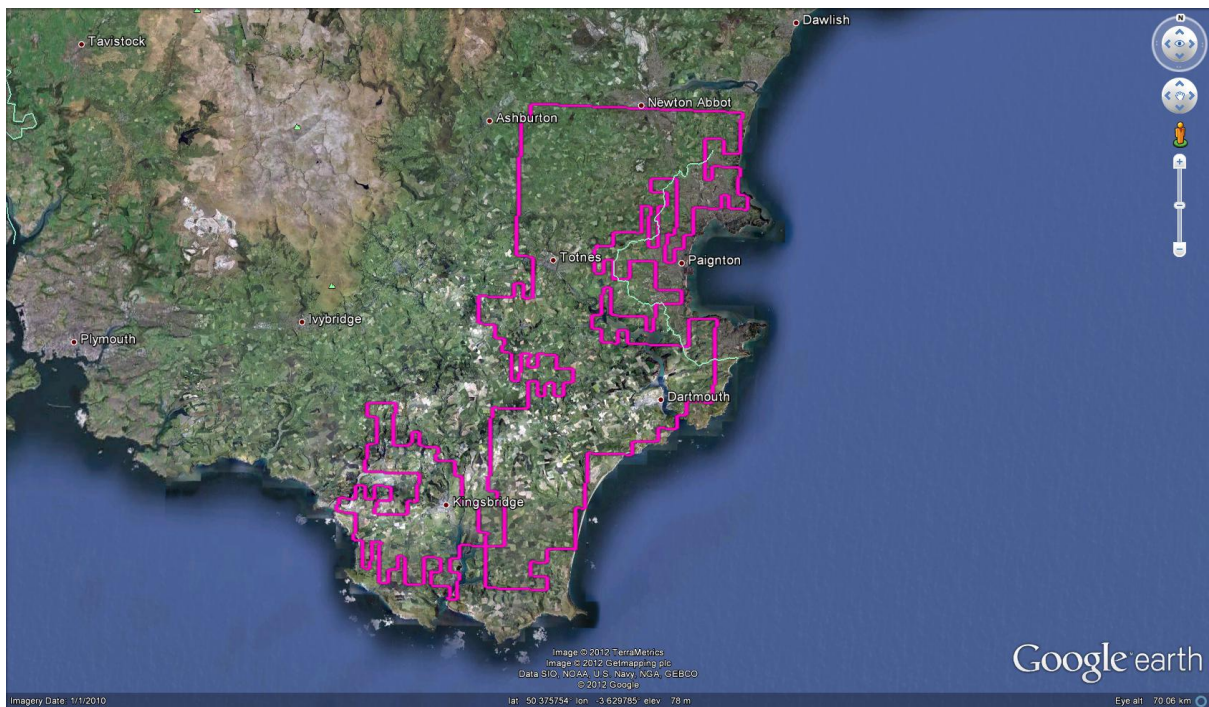 Dawlish
Tavistock
N
Newton Abbot
Ashburton
Totnes
Paignton
Ivybridge
Plymouth
Dartmouth
Kingsbridge
Image © 2012 TerraMetrics
Image © 2012 Getmapping plc
Data SIO, NOAA, U.S. Navy, NGA, GEBCO
© 2012 Google
Google earth
Imagery Date: 1/1/2010 lat 50.375754° lon -3.629785° elev 78 m Eye alt 70.06 km